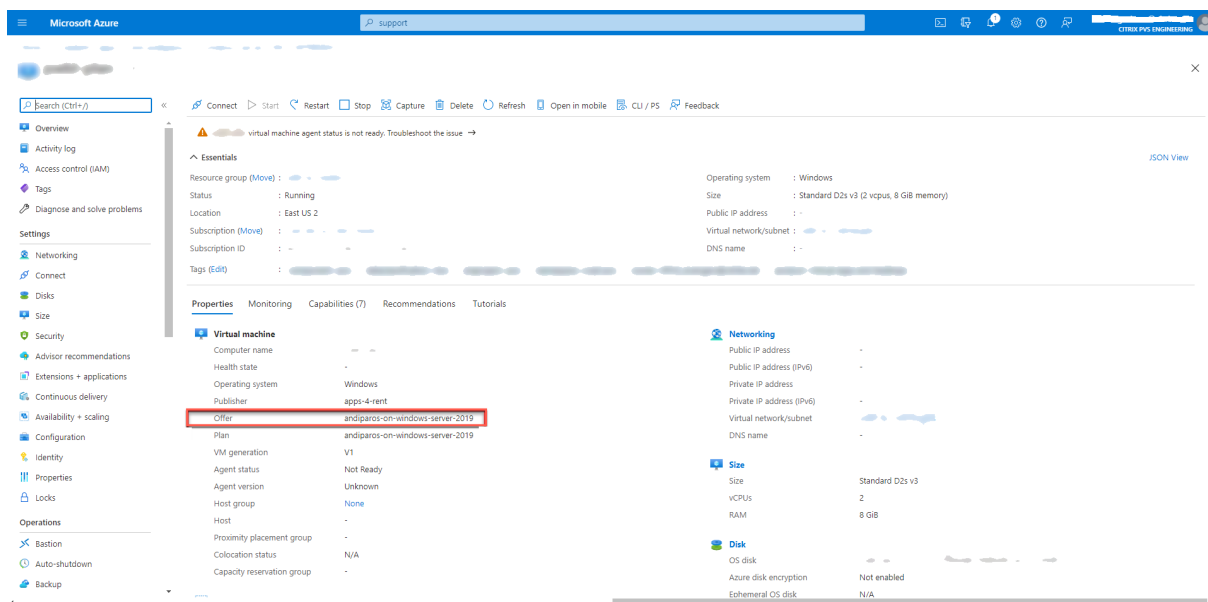 Microsoft Azure
support
1
CITRIX PVS ENGINEERING
Search (Ctrl+/)
«
Connect Start Restart Stop Capture Delete Refresh Open in mobile CLI / PS Feedback
Overview
Activity log
Access control (IAM)
Tags
Diagnose and solve problems
Settings
Networking
Connect
Disks
Size
Security
Advisor recommendations
Extensions + applications
Continuous delivery
Availability + scaling
Configuration
Identity
Properties
Locks
Operations
Bastion
Auto-shutdown
Backup
virtual machine agent status is not ready. Troubleshoot the issue →
Essentials
JSON View
Resource group (Move) :
Status : Running
Location : East US 2
Subscription (Move) :
Subscription ID :
Tags (Edit) :
Operating system : Windows
Size : Standard D2s v3 (2 vcpus, 8 GiB memory)
Public IP address : -
Virtual network/subnet :
DNS name : -
Properties Monitoring Capabilities (7) Recommendations Tutorials
Virtual machine
Computer name
Health state -
Operating system Windows
Publisher apps-4-rent
Offer andiparos-on-windows-server-2019
Plan andiparos-on-windows-server-2019
VM generation V1
Agent status Not Ready
Agent version Unknown
Host group None
Host -
Proximity placement group -
Colocation status N/A
Capacity reservation group -
Networking
Public IP address -
Public IP address (IPv6) -
Private IP address
Private IP address (IPv6) -
Virtual network/subnet
DNS name -
Size
Size Standard D2s v3
vCPUs 2
RAM 8 GiB
Disk
OS disk
Azure disk encryption Not enabled
Ephemeral OS disk N/A